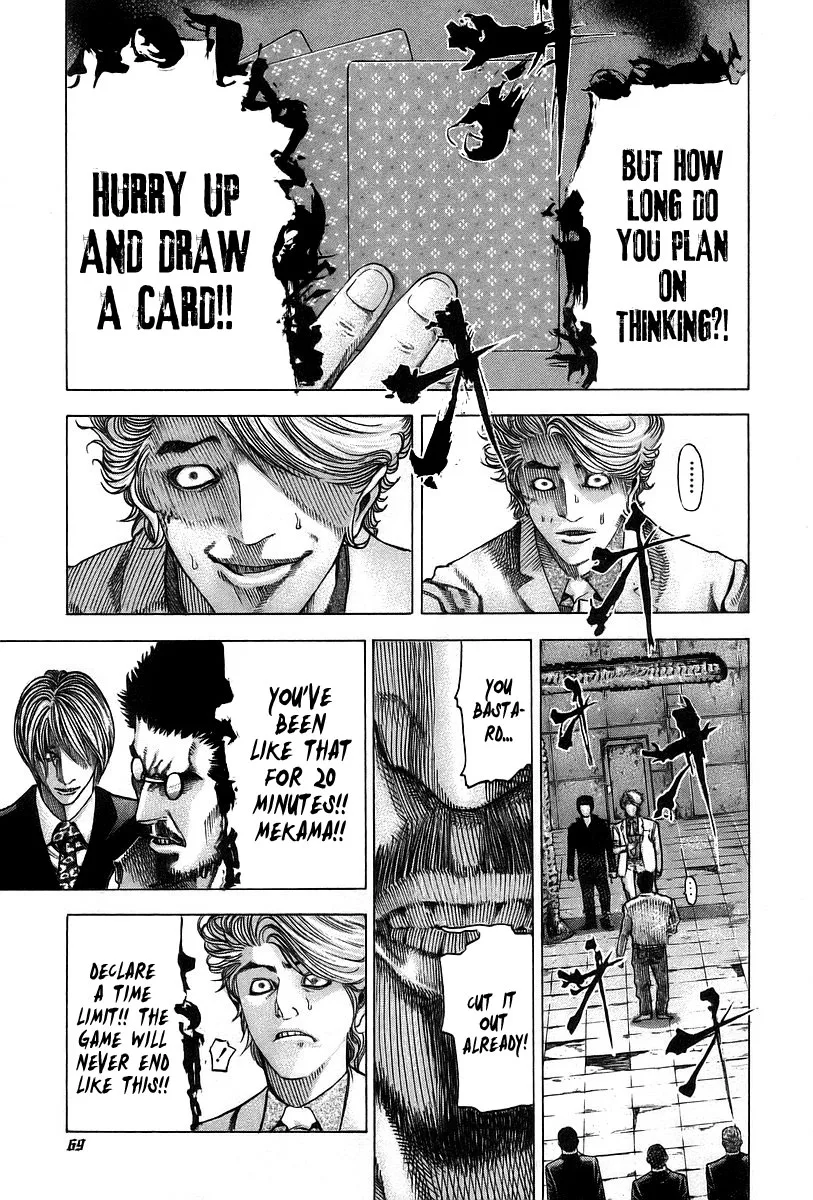 BUT HOW
LONG DO
YOU PLAN
ON
THINKING?!
HURRY UP
AND DRAW
A CARD!!
......
...
YOU
BASTA-
RD...
CUT IT
OUT
ALREADY!
YOU'VE
BEEN
LIKE THAT
FOR 20
MINUTES!!
MEKAMA!!
!
DECLARE
A TIME
LIMIT!! THE
GAME WILL
NEVER END
LIKE THIS!!
69